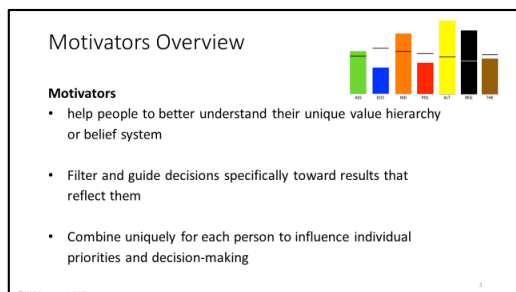 Motivators Overview
AES ECO IND POL ALT REG THE
Motivators
• help people to better understand their unique value hierarchy
or belief system
• Filter and guide decisions specifically toward results that
reflect them
• Combine uniquely for each person to influence individual
priorities and decision-making